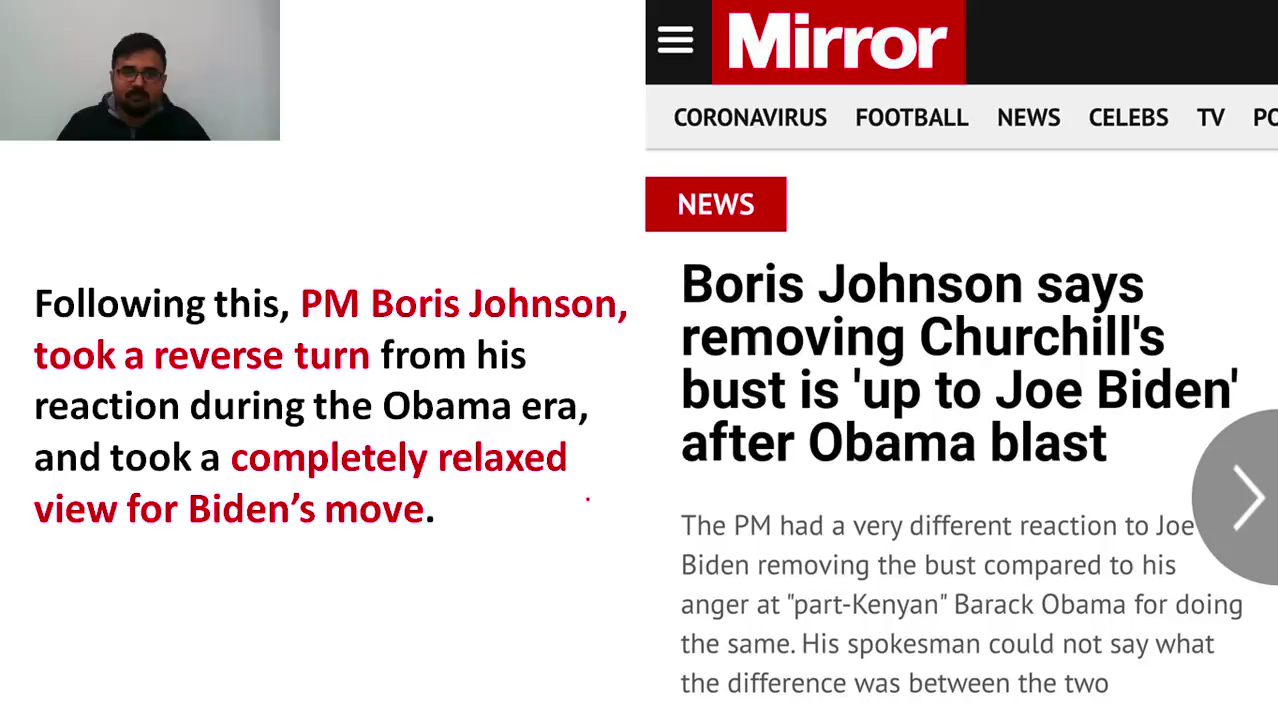 Following this, PM Boris Johnson,
took a reverse turn from his
reaction during the Obama era,
and took a completely relaxed
view for Biden's move.
Mirror
CORONAVIRUS FOOTBALL NEWS CELEBS TV PO
NEWS
Boris Johnson says
removing Churchill's
bust is 'up to Joe Biden'
after Obama blast
The PM had a very different reaction to Joe
Biden removing the bust compared to his
anger at "part-Kenyan" Barack Obama for doing
the same. His spokesman could not say what
the difference was between the two